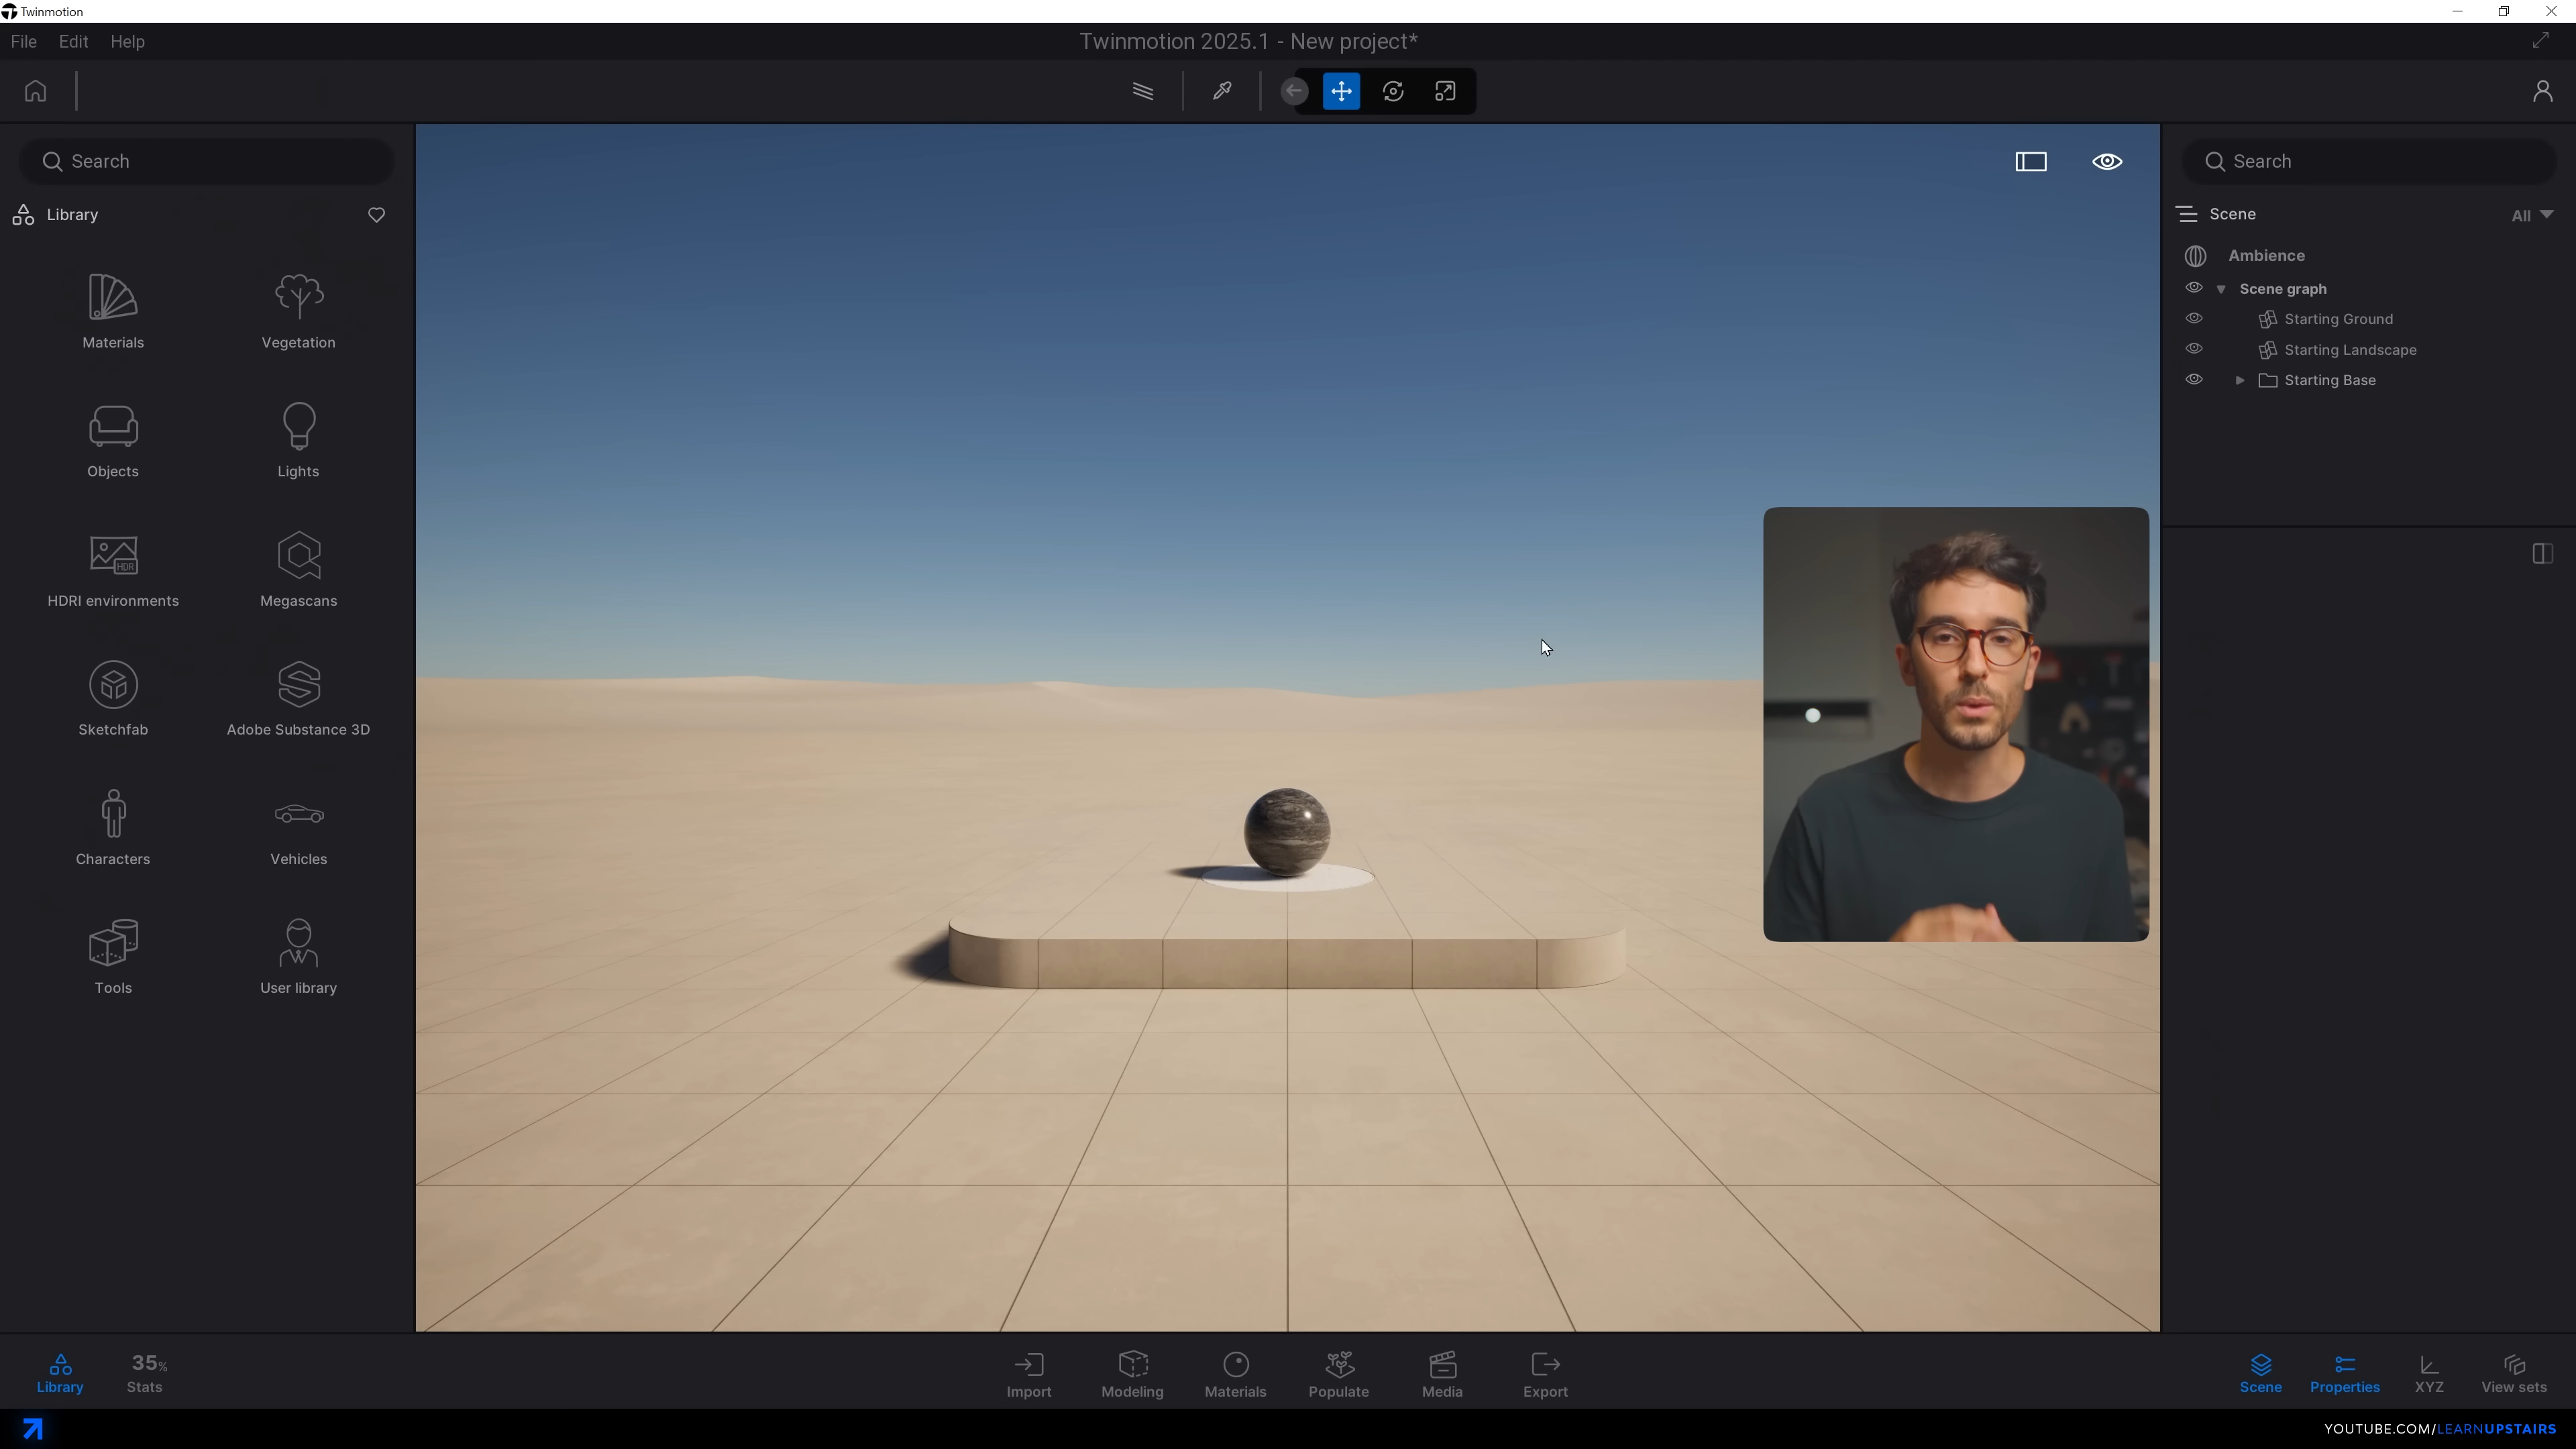 Twinmotion
File Edit Help
Twinmotion 2025.1 - New project*
Search
Library
Materials
Vegetation
Objects
Lights
HDR
HDRI environments
Megascans
Sketchfab
Adobe Substance 3D
Characters
Vehicles
Tools
User library
Search
Scene
All
Ambience
Scene graph
Starting Ground
Starting Landscape
Starting Base
Library
35%
Stats
Import
Modeling
Materials
Populate
Media
Export
Scene
Properties
XYZ
View sets
YOUTUBE.COM/LEARNUPSTAIRS